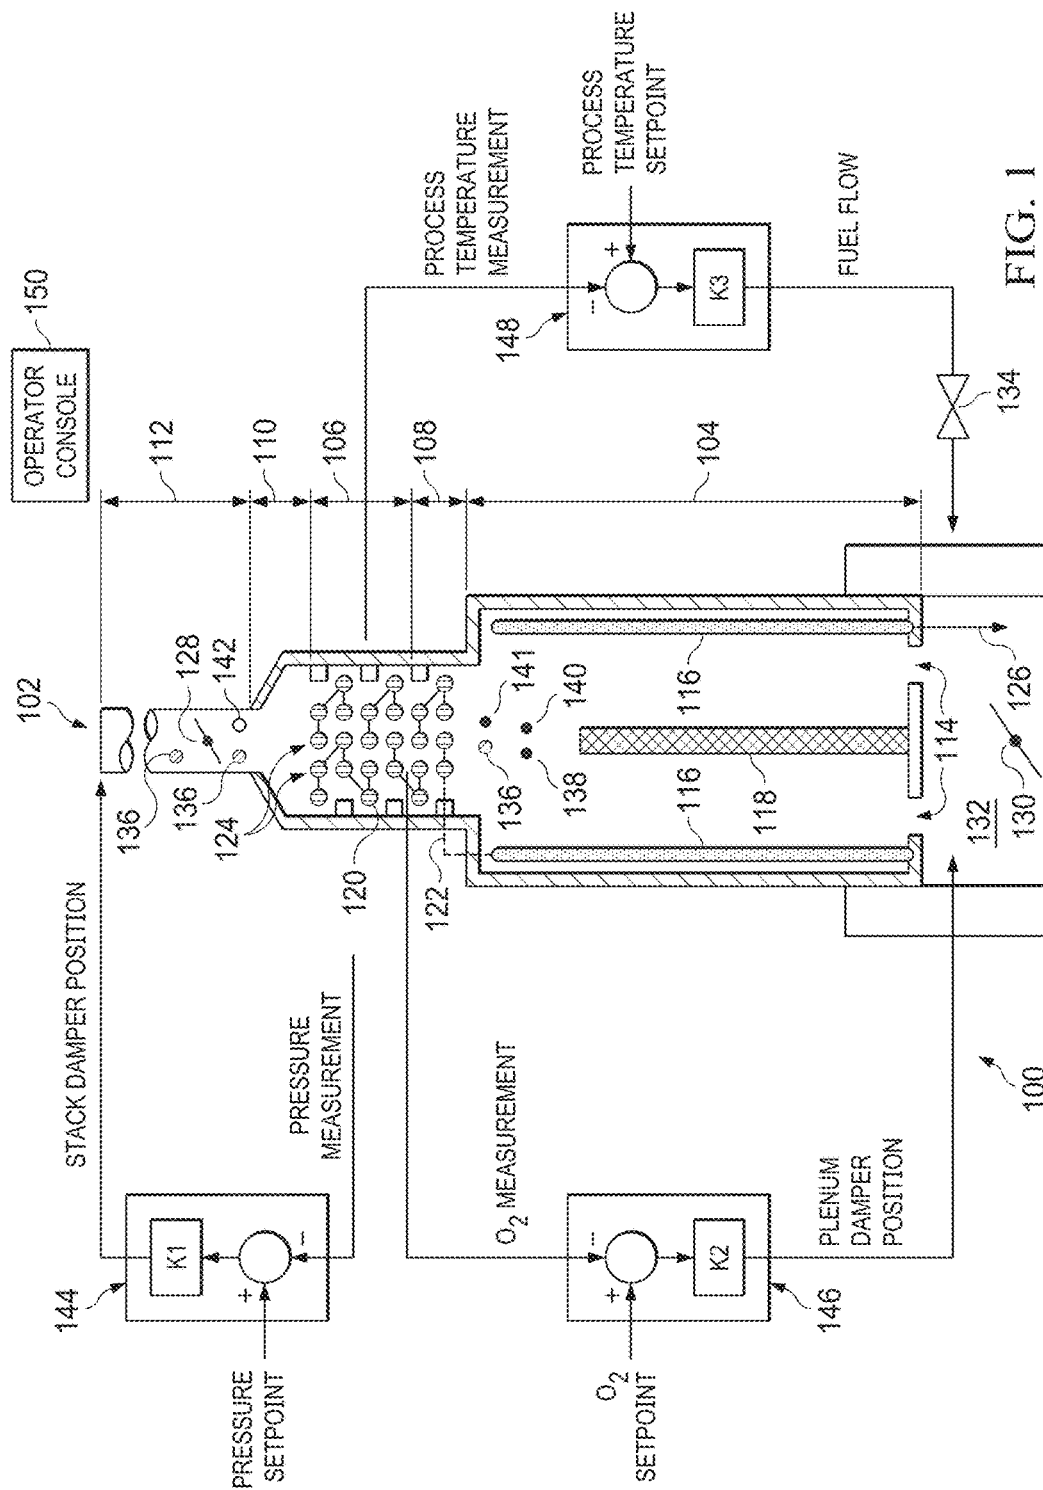 OPERATOR
CONSOLE
150
102
112
110
106
108
104
STACK DAMPER POSITION
136
128
142
136
124
120
122
141
140
136
138
116
118
116
114
126
130
132
134
144
K1
+
-
PRESSURE
SETPOINT
PRESSURE
MEASUREMENT
O2 MEASUREMENT
-
+
K2
146
O2
SETPOINT
PLENUM
DAMPER
POSITION
PROCESS
TEMPERATURE
MEASUREMENT
PROCESS
TEMPERATURE
SETPOINT
148
-
+
K3
FUEL FLOW
100
FIG. 1